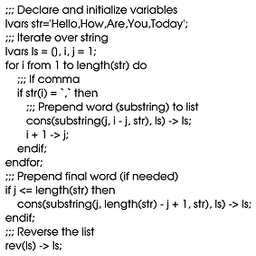 ;;; Declare and initialize variables
lvars str='Hello,How,Are,You,Today';
;;; Iterate over string
lvars ls = (), i, j = 1;
for i from 1 to length(str) do
    ;;; If comma
    if str(i) = `,` then
        ;;; Prepend word (substring) to list
        cons(substring(j, i - j, str), ls) -> ls;
        i + 1 -> j;
    endif;
endfor;
;;; Prepend final word (if needed)
if j <= length(str) then
    cons(substring(j, length(str) - j + 1, str), ls) -> ls;
endif;
;;; Reverse the list
rev(ls) -> ls;